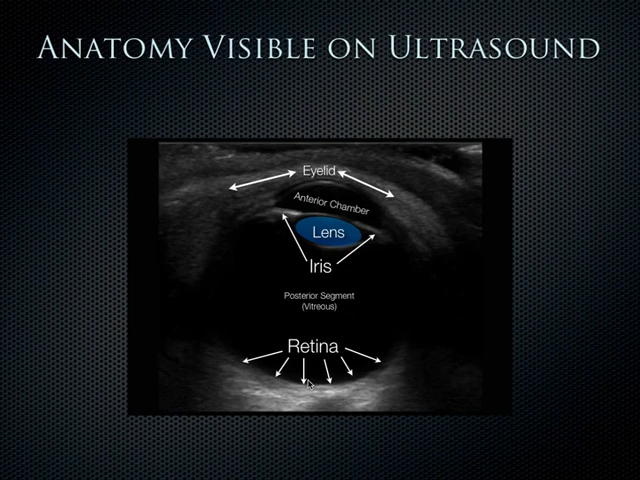 Anatomy Visible on Ultrasound
Eyelid
Anterior Chamber
Lens
Iris
Posterior Segment
(Vitreous)
Retina